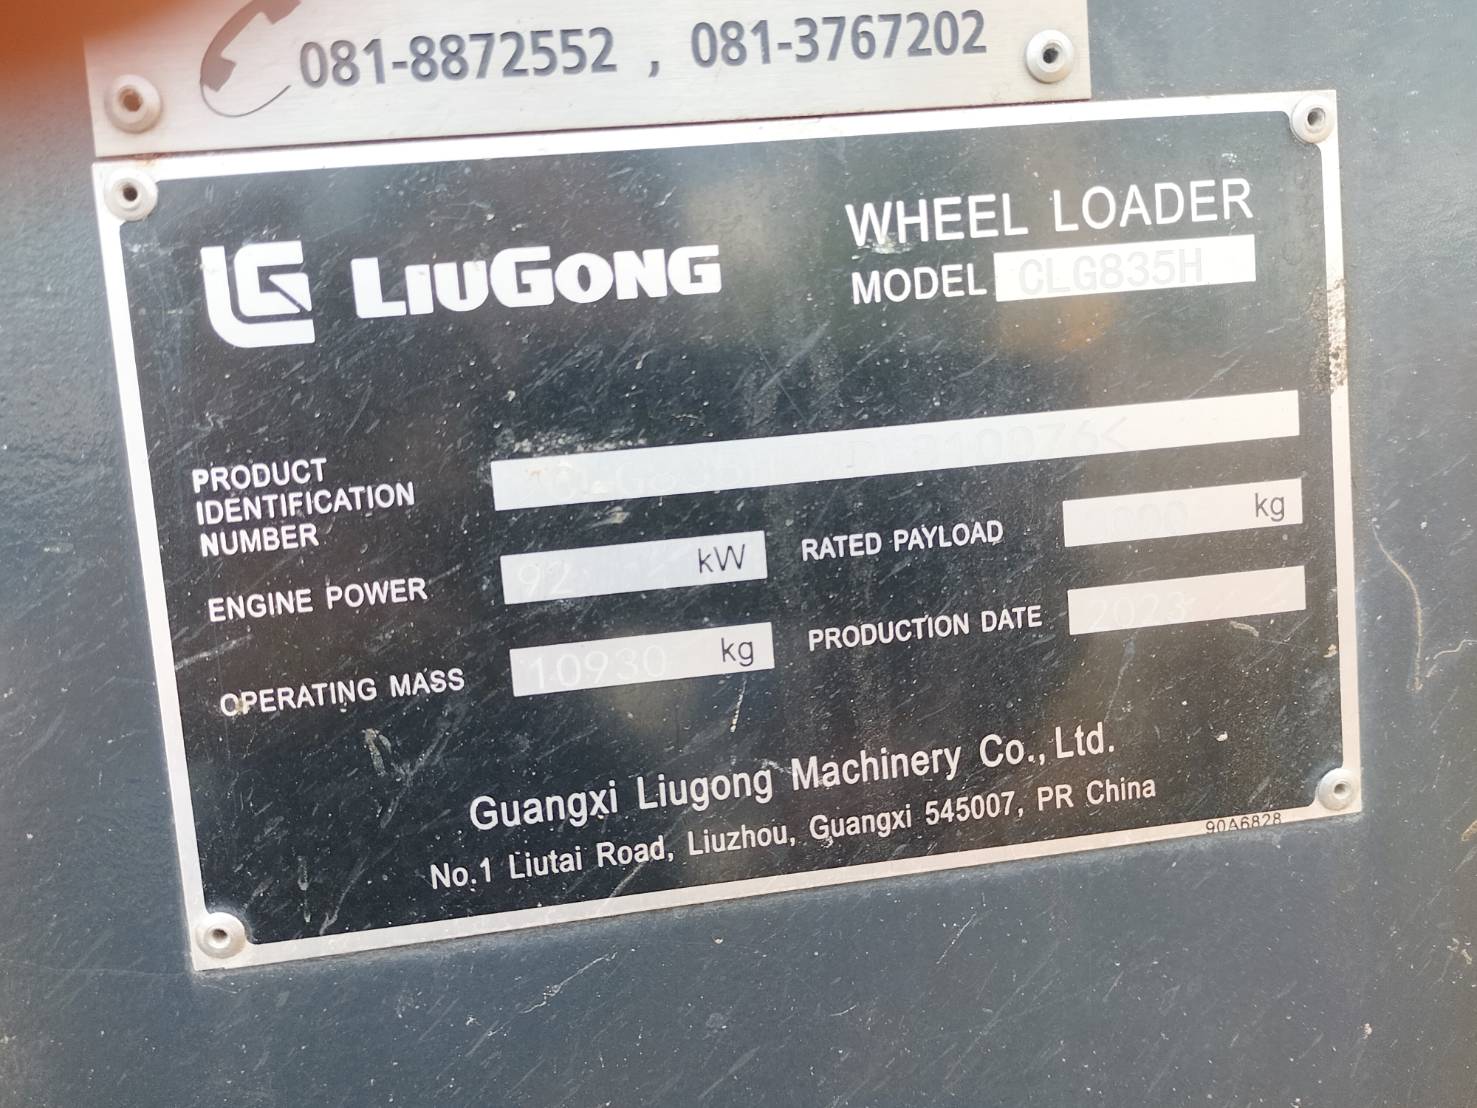 081-8872552 , 081-3767202
LIUGONG
WHEEL LOADER
MODEL CLG835H
PRODUCT
IDENTIFICATION
NUMBER
ENGINE POWER 92 kW
RATED PAYLOAD kg
OPERATING MASS 10930 kg
PRODUCTION DATE 2023
Guangxi Liugong Machinery Co., Ltd.
No.1 Liutai Road, Liuzhou, Guangxi 545007, PR China
90A6828